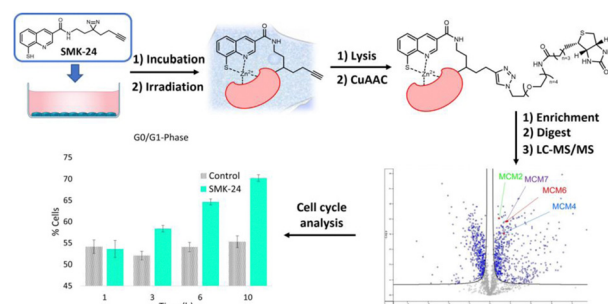 SMK-24
1) Incubation
2) Irradiation
1) Lysis
2) CuAAC
1) Enrichment
2) Digest
3) LC-MS/MS
MCM2
MCM7
MCM6
MCM4
Cell cycle
analysis
G0/G1-Phase
Control
SMK-24
% Cells
75
70
65
60
55
50
45
1
3
6
10